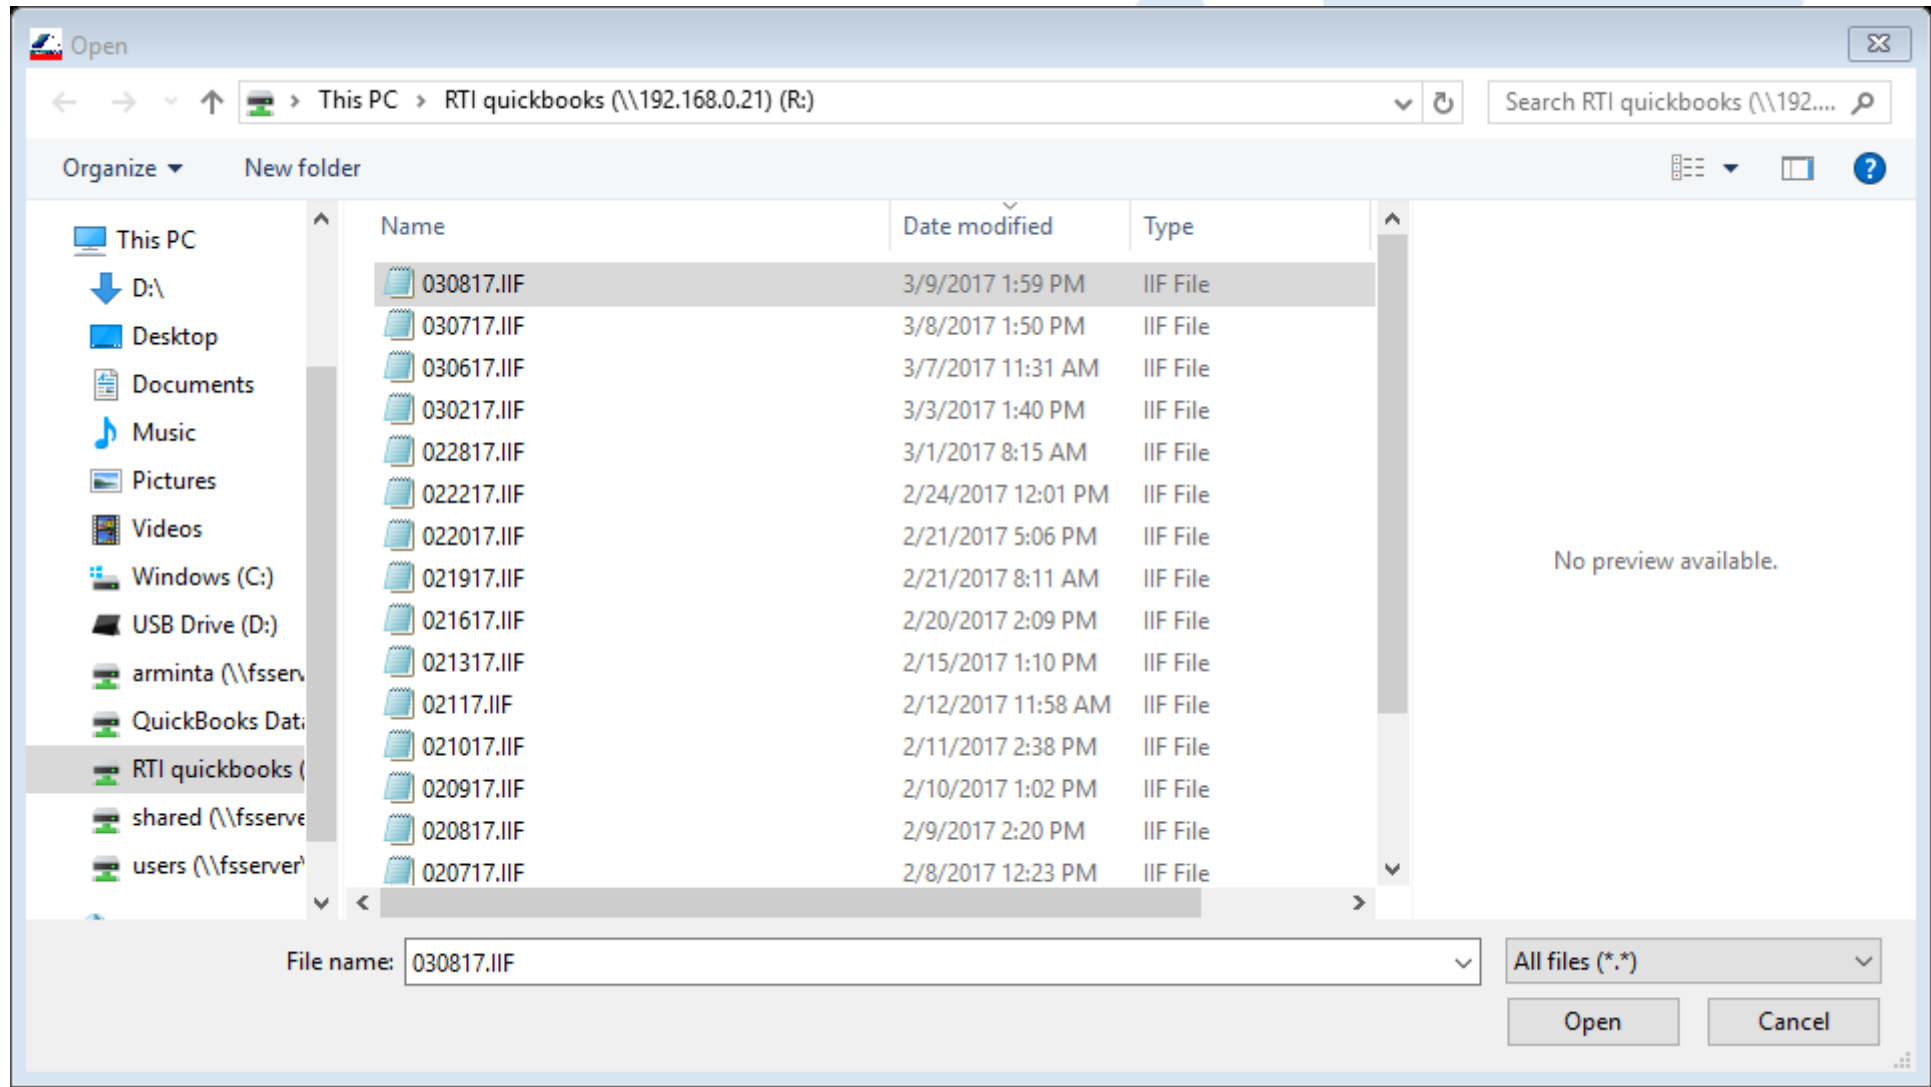 Open
This PC > RTI quickbooks (\\192.168.0.21) (R:)
Search RTI quickbooks (\\192....
Organize
New folder
?
This PC
D:\
Desktop
Documents
Music
Pictures
Videos
Windows (C:)
USB Drive (D:)
arminta (\\fsserv
QuickBooks Data
RTI quickbooks (
shared (\\fsserve
users (\\fsserver\
Name Date modified Type
030817.IIF 3/9/2017 1:59 PM IIF File
030717.IIF 3/8/2017 1:50 PM IIF File
030617.IIF 3/7/2017 11:31 AM IIF File
030217.IIF 3/3/2017 1:40 PM IIF File
022817.IIF 3/1/2017 8:15 AM IIF File
022217.IIF 2/24/2017 12:01 PM IIF File
022017.IIF 2/21/2017 5:06 PM IIF File
021917.IIF 2/21/2017 8:11 AM IIF File
021617.IIF 2/20/2017 2:09 PM IIF File
021317.IIF 2/15/2017 1:10 PM IIF File
02117.IIF 2/12/2017 11:58 AM IIF File
021017.IIF 2/11/2017 2:38 PM IIF File
020917.IIF 2/10/2017 1:02 PM IIF File
020817.IIF 2/9/2017 2:20 PM IIF File
020717.IIF 2/8/2017 12:23 PM IIF File
No preview available.
File name: 030817.IIF
All files (*.*)
Open
Cancel